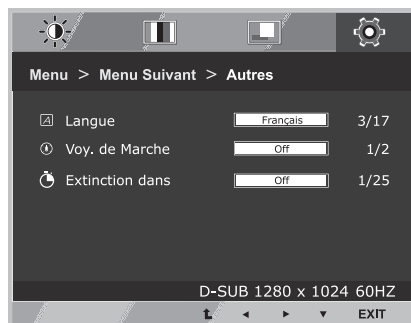 Menu > Menu Suivant > Autres
Langue Français 3/17
Voy. de Marche Off 1/2
Extinction dans Off 1/25
D-SUB 1280 x 1024 60HZ
EXIT